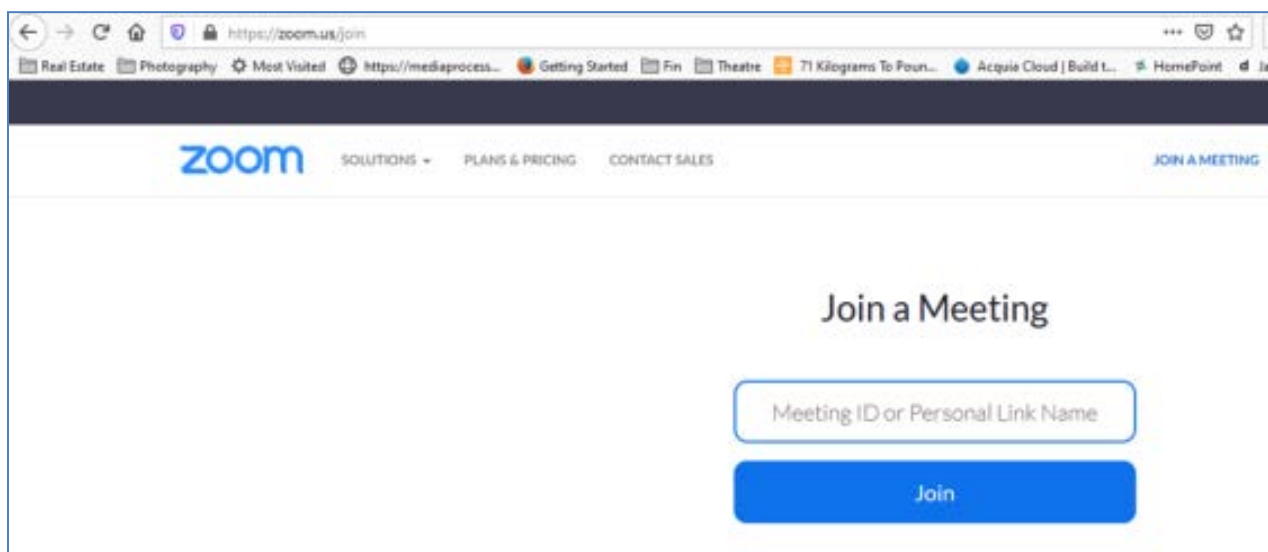 https://zoom.us/join
Real Estate Photography Most Visited https://mediaprocess... Getting Started Fin Theatre 71 Kilograms To Poun... Acquia Cloud | Build t... HomePoint d Ja
zoom SOLUTIONS PLANS & PRICING CONTACT SALES JOIN A MEETING
Join a Meeting
Meeting ID or Personal Link Name
Join